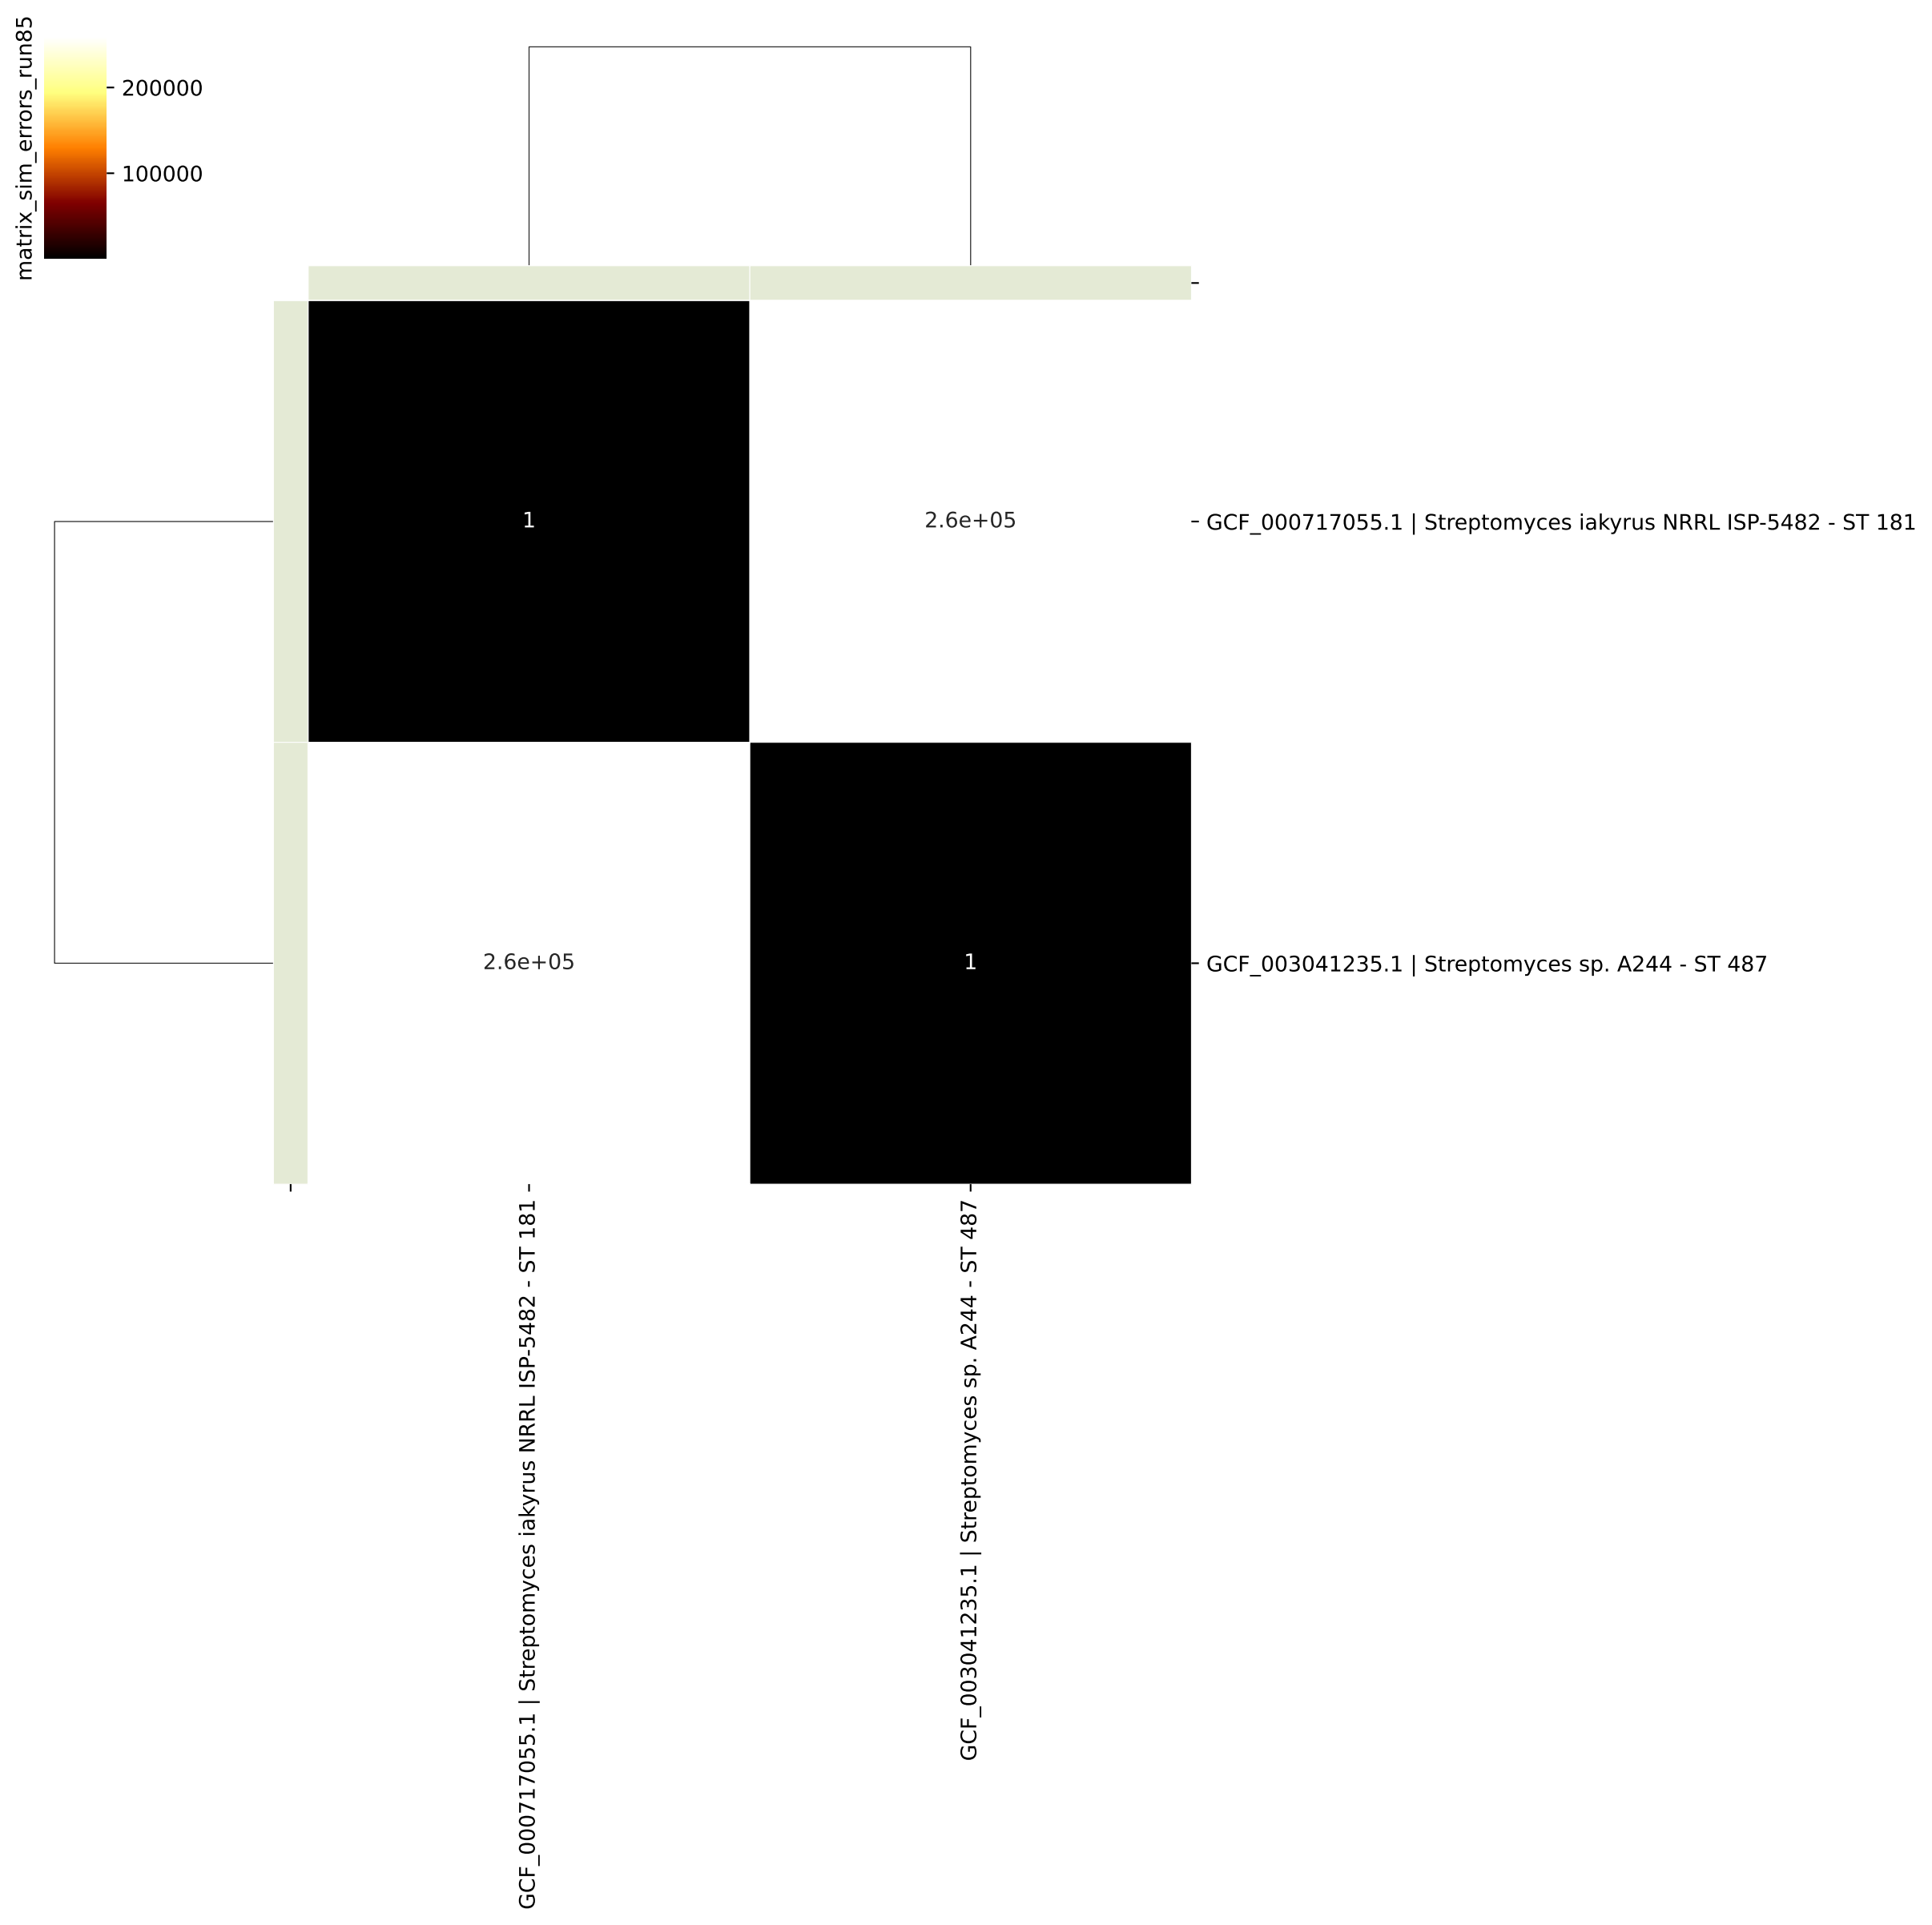 matrix_sim_errors_run85
200000
100000
1
2.6e+05
GCF_000717055.1 | Streptomyces iakyrus NRRL ISP-5482 - ST 181
2.6e+05
1
GCF_003041235.1 | Streptomyces sp. A244 - ST 487
GCF_000717055.1 | Streptomyces iakyrus NRRL ISP-5482 - ST 181
GCF_003041235.1 | Streptomyces sp. A244 - ST 487